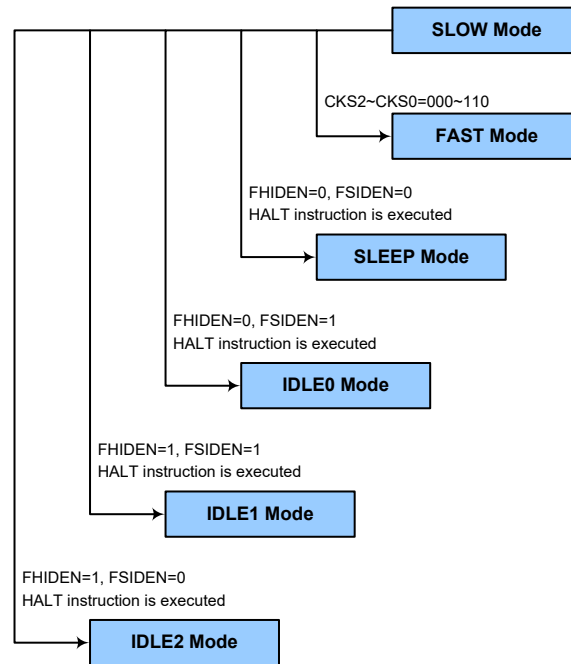 SLOW Mode
CKS2~CKS0=000~110
FAST Mode
FHIDEN=0, FSIDEN=0
HALT instruction is executed
SLEEP Mode
FHIDEN=0, FSIDEN=1
HALT instruction is executed
IDLE0 Mode
FHIDEN=1, FSIDEN=1
HALT instruction is executed
IDLE1 Mode
FHIDEN=1, FSIDEN=0
HALT instruction is executed
IDLE2 Mode